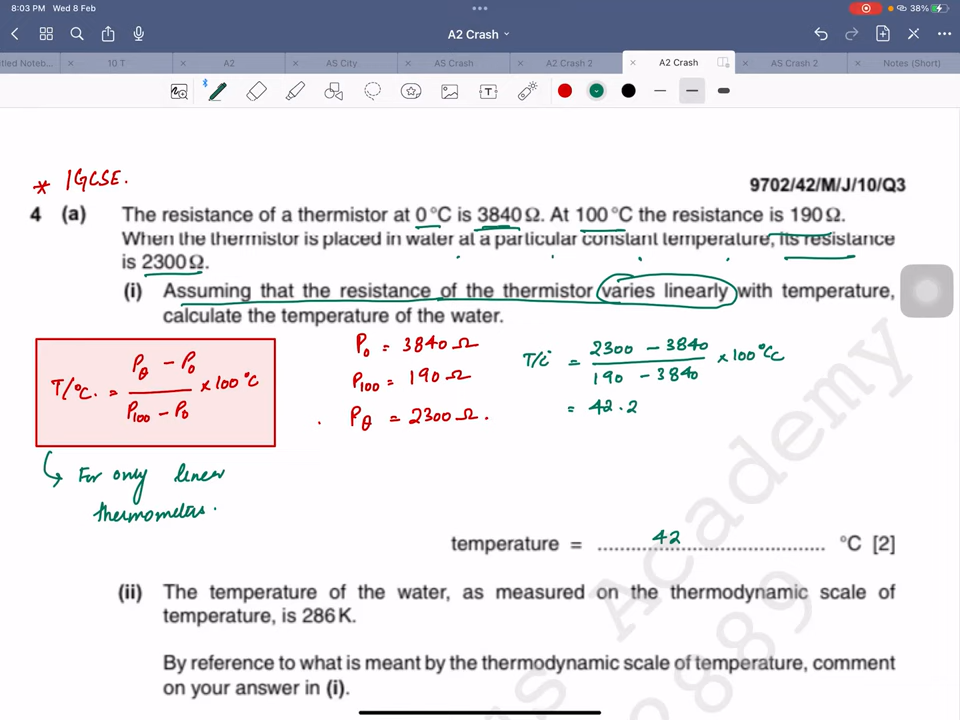 8:03 PM Wed 8 Feb
38%
A2 Crash
10 T
A2
AS City
AS Crash
A2 Crash 2
A2 Crash
AS Crash 2
Notes (Short)
* IGCSE.
9702/42/M/J/10/Q3
4 (a) The resistance of a thermistor at 0 °C is 3840 Ω. At 100 °C the resistance is 190 Ω.
When the thermistor is placed in water at a particular constant temperature, its resistance
is 2300 Ω.
(i) Assuming that the resistance of the thermistor varies linearly with temperature,
calculate the temperature of the water.
T/°C. = (Pθ - P0) / (P100 - P0) × 100°C
P0 = 3840 Ω
P100 = 190 Ω
Pθ = 2300 Ω.
T/c = (2300 - 3840) / (190 - 3840) × 100°C
= 42.2
For only linear
thermometers.
temperature = 42 °C [2]
(ii) The temperature of the water, as measured on the thermodynamic scale of
temperature, is 286 K.
By reference to what is meant by the thermodynamic scale of temperature, comment
on your answer in (i).
Academy
8889